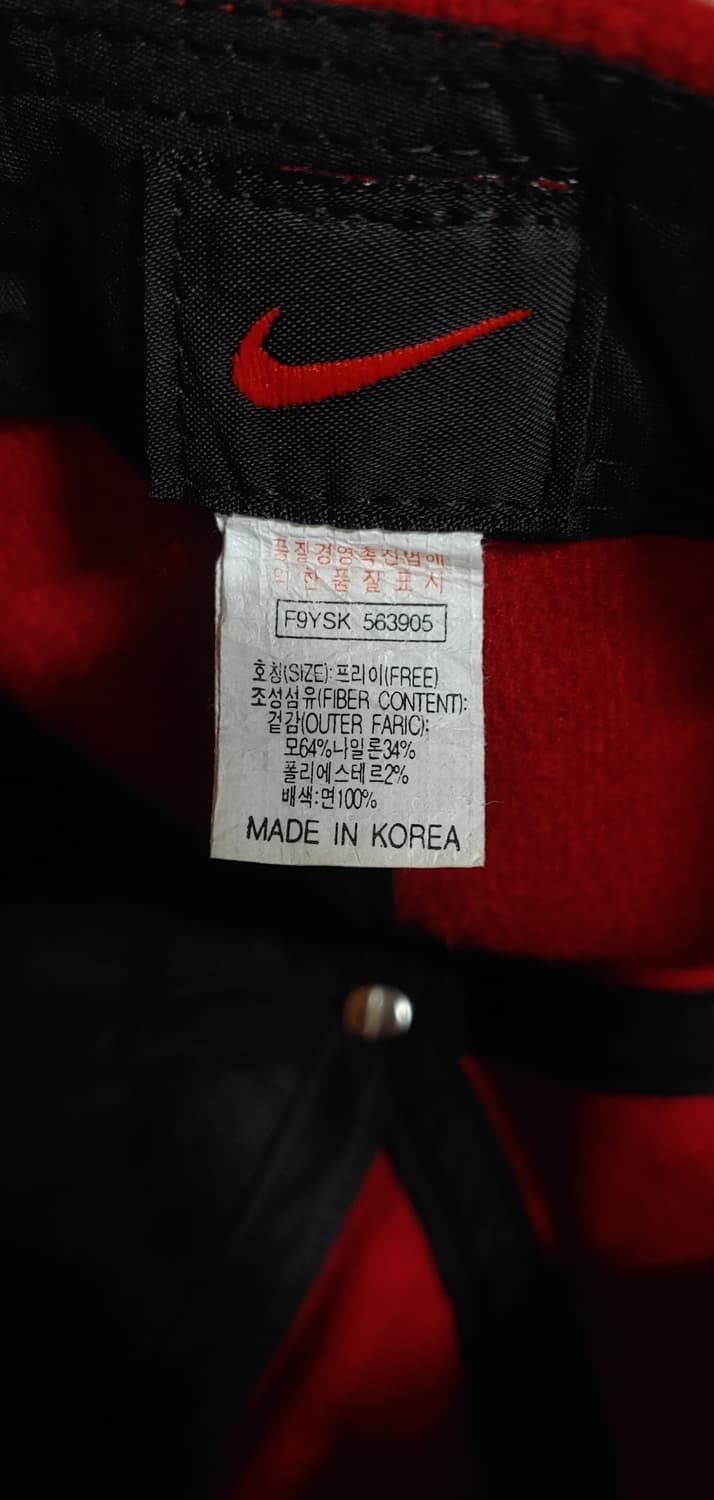 품질경영촉진법에
의한품질표시
F9YSK 563905
호칭(SIZE):프리이(FREE)
조성섬유(FIBER CONTENT):
겉감(OUTER FARIC):
모64%나일론34%
폴리에스테르2%
배색:면100%
MADE IN KOREA